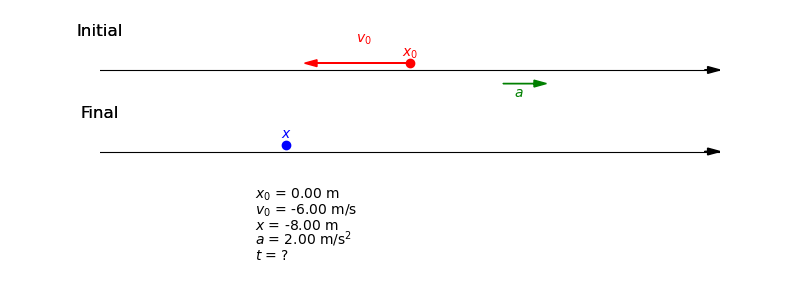 Initial
v₀
x₀
a
Final
x
x₀ = 0.00 m
v₀ = -6.00 m/s
x = -8.00 m
a = 2.00 m/s²
t = ?